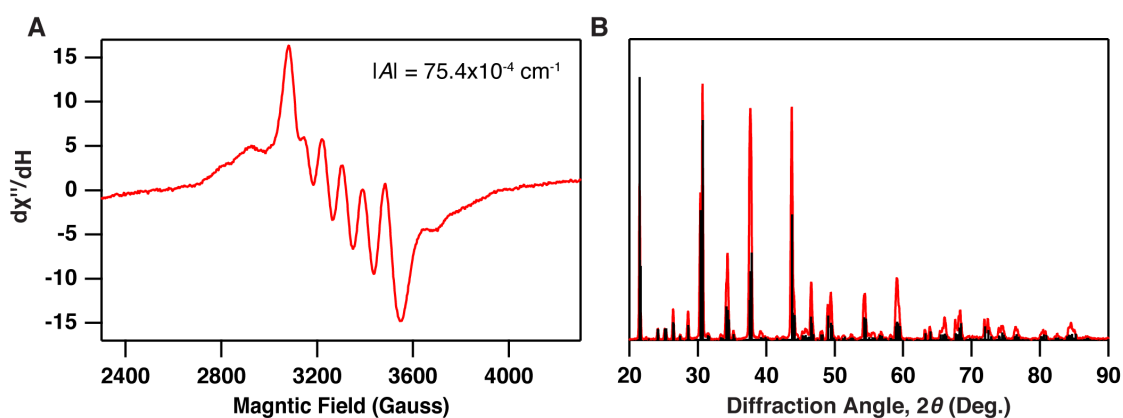 A
B
|A| = 75.4x10⁻⁴ cm⁻¹
dχ''/dH
15
10
5
0
-5
-10
-15
2400 2800 3200 3600 4000
Magntic Field (Gauss)
20 30 40 50 60 70 80 90
Diffraction Angle, 2θ (Deg.)